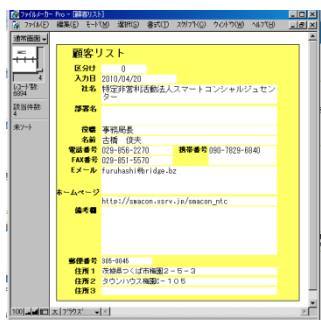 ファイルメーカー Pro - [顧客リスト]
ファイル(F) 編集(E) モード(M) 選択(S) 書式(T) スクリプト(C) ウィンドウ(W) ヘルプ(H)
通常画面
顧客リスト
区分け 0
入力日 2010/04/20
社名 特定非営利活動法人スマートコンシャルジュセンター
部署名
役職 事務局長
名前 古橋 俊夫
電話番号 029-856-2270 携帯番号 090-7829-6840
FAX番号 029-851-5570
Eメール furuhashi@bridge.bz
ホームページ
http://smacon.xsrv.jp/smacon_ntc
備考欄
郵便番号 305-0045
住所1 茨城県つくば市梅園2-5-3
住所2 タウンハウス梅園C-105
住所3
4
レコード数:
6894
該当件数:
4
未ソート
100 ブラウズ